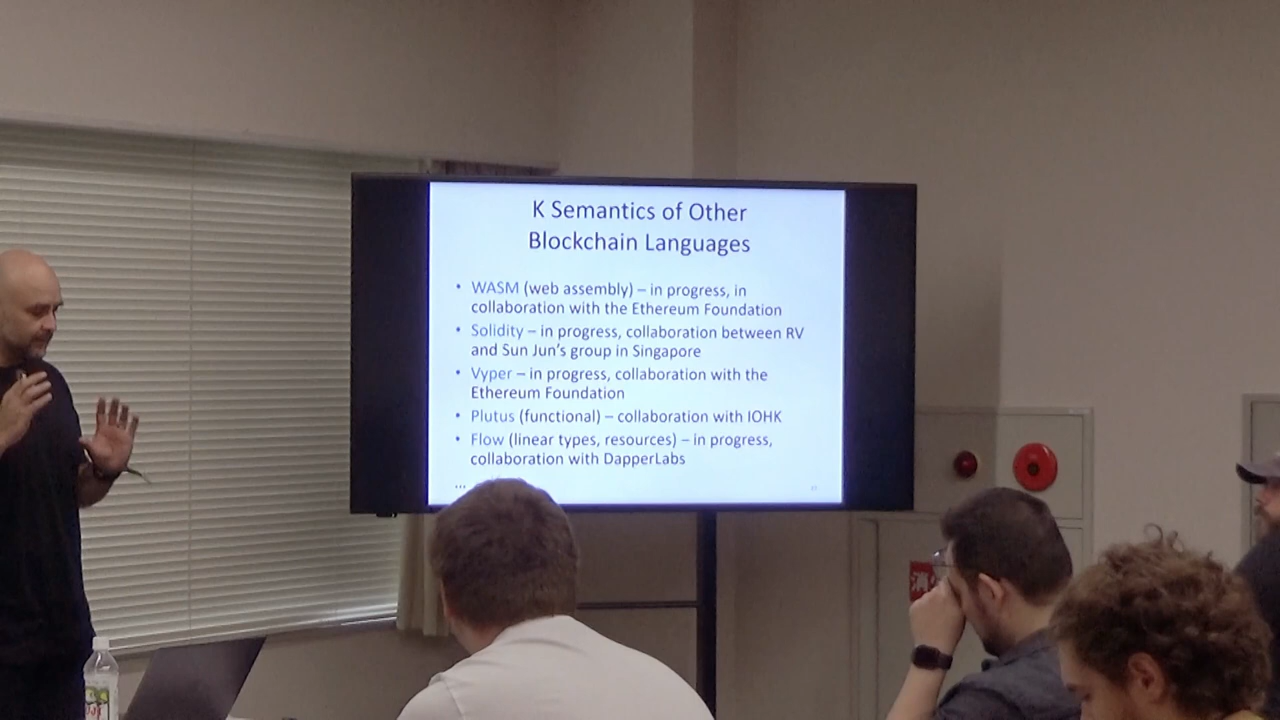 K Semantics of Other
Blockchain Languages
• WASM (web assembly) – in progress, in
collaboration with the Ethereum Foundation
• Solidity – in progress, collaboration between RV
and Sun Jun's group in Singapore
• Vyper – in progress, collaboration with the
Ethereum Foundation
• Plutus (functional) – collaboration with IOHK
• Flow (linear types, resources) – in progress,
collaboration with DapperLabs
...
消